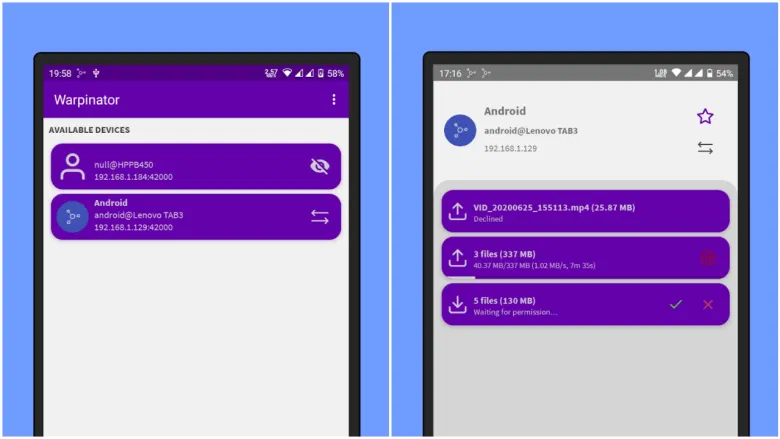 19:58
58%
Warpinator
AVAILABLE DEVICES
null@HPPB450
192.168.1.184:42000
Android
android@Lenovo TAB3
192.168.1.129:42000
17:16
54%
Android
android@Lenovo TAB3
192.168.1.129
VID_20200625_155113.mp4 (25.87 MB)
Declined
3 files (337 MB)
40.37 MB/337 MB (1.02 MB/s, 7m 35s)
5 files (130 MB)
Waiting for permission...